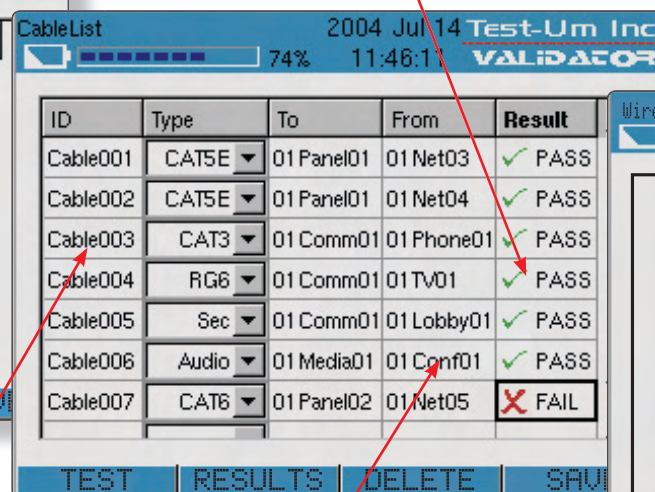 CableList 2004 Jul 14 Test-Um Inc
74% 11:46:11 VALIDATOR
ID Type To From Result
Cable001 CAT5E 01 Panel01 01 Net03 PASS
Cable002 CAT5E 01 Panel01 01 Net04 PASS
Cable003 CAT3 01 Comm01 01 Phone01 PASS
Cable004 RG6 01 Comm01 01 TV01 PASS
Cable005 Sec 01 Comm01 01 Lobby01 PASS
Cable006 Audio 01 Media01 01 Conf01 PASS
Cable007 CAT6 01 Panel02 01 Net05 FAIL
TEST RESULTS DELETE